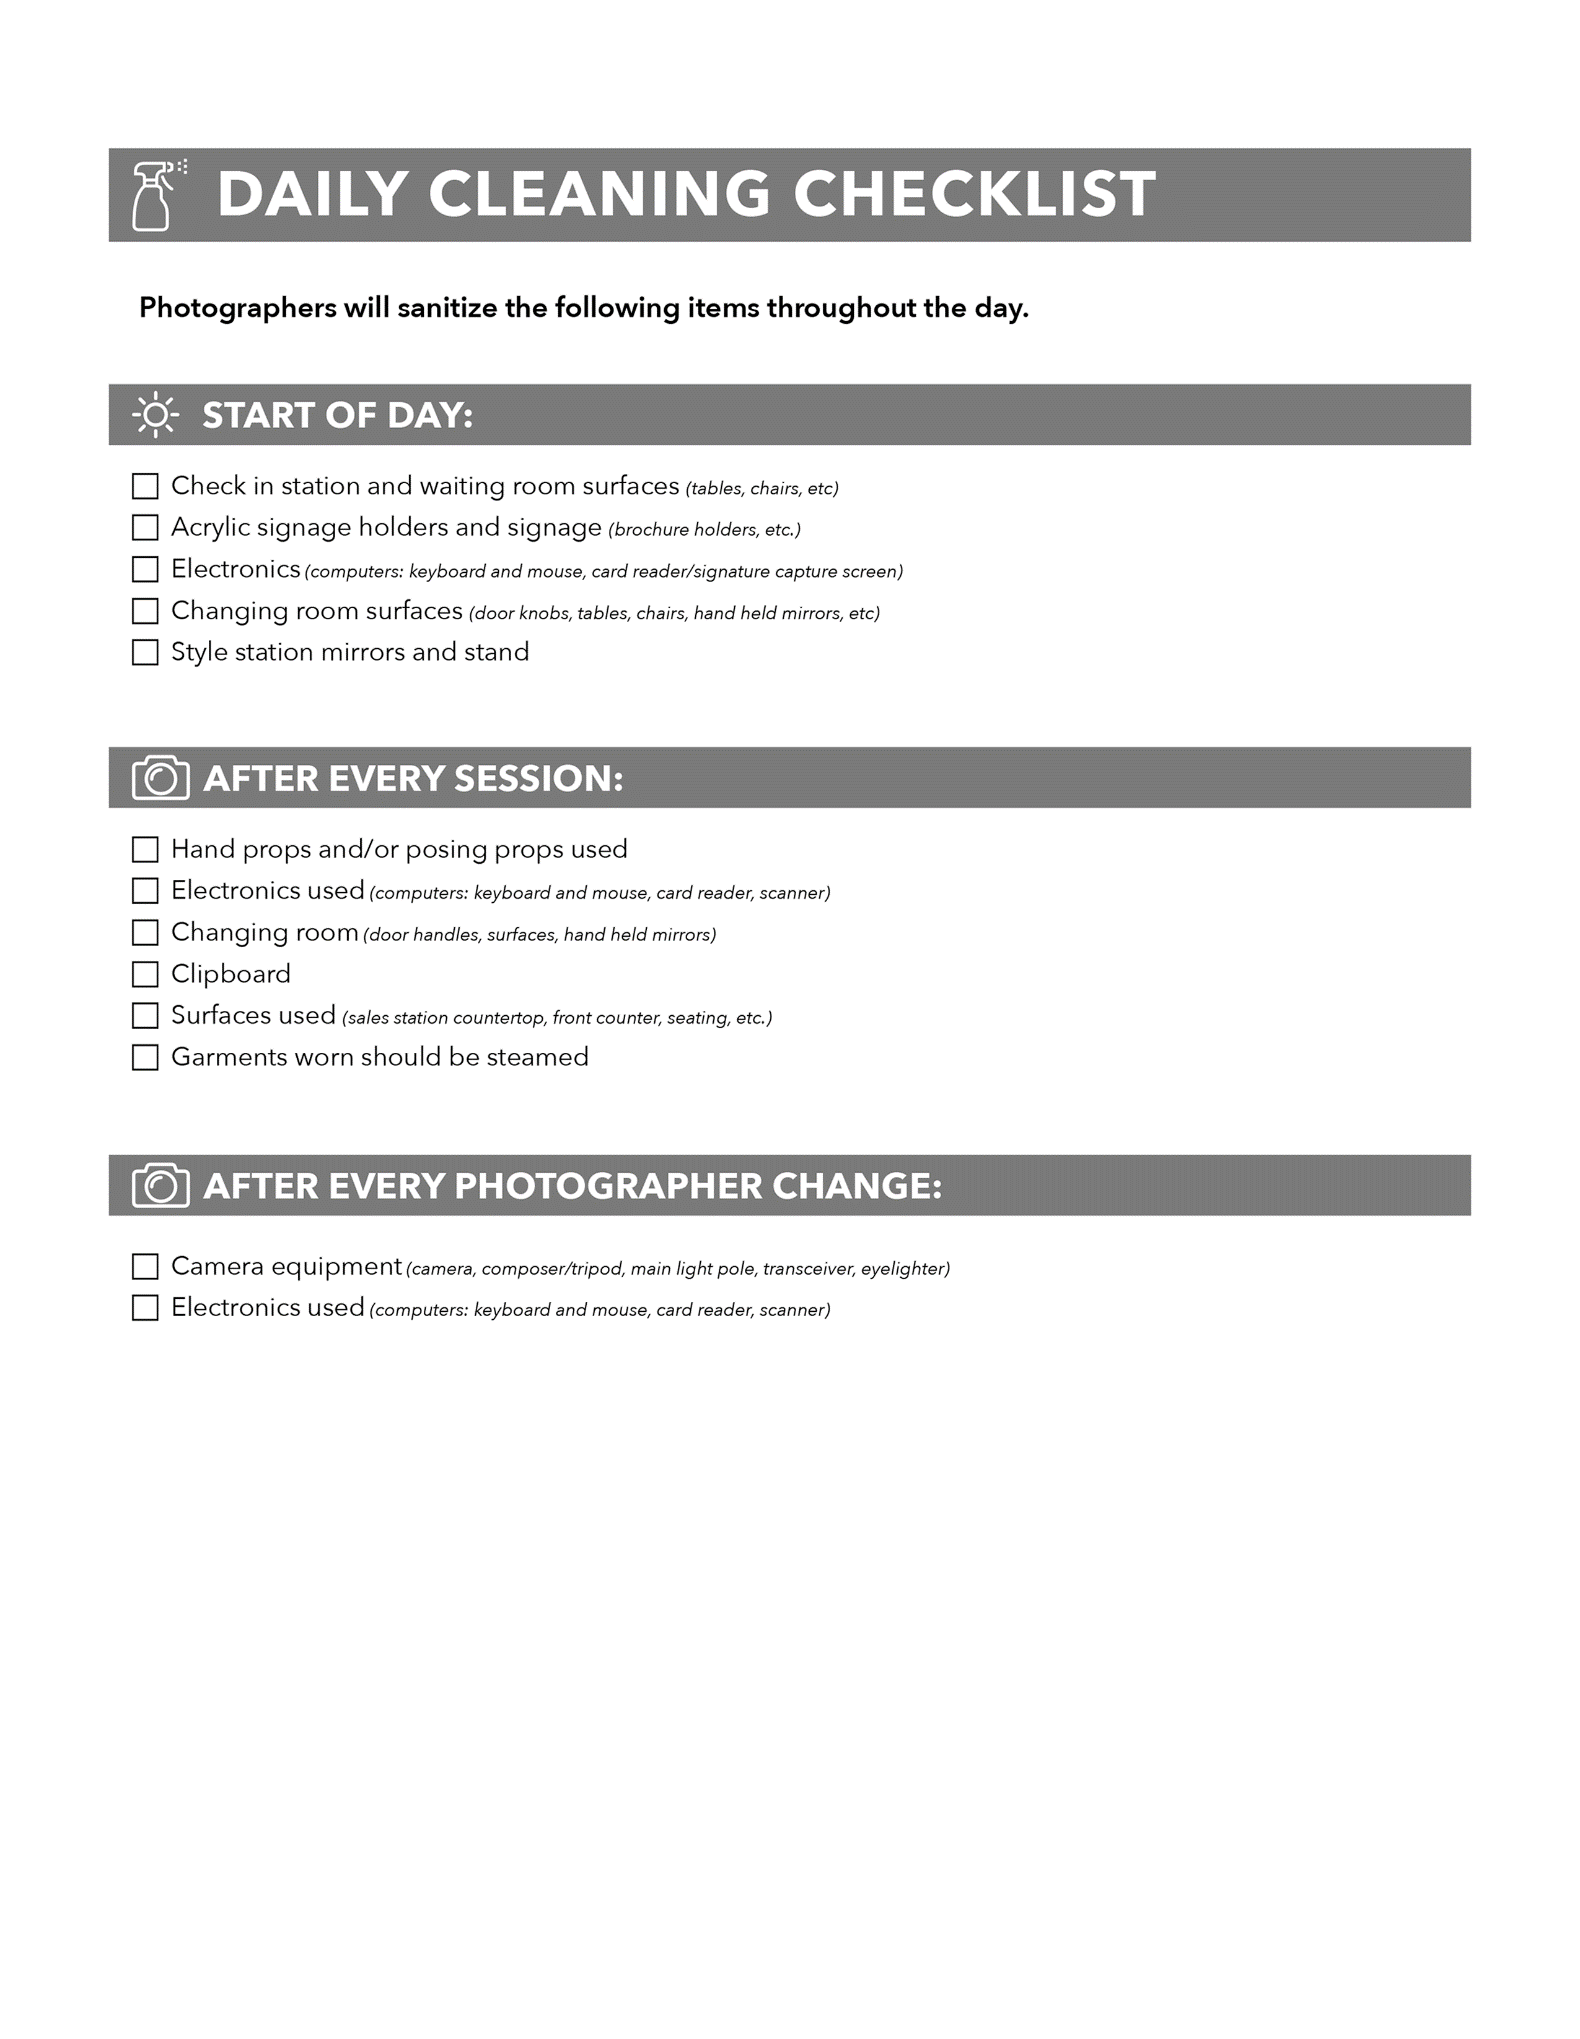 DAILY CLEANING CHECKLIST
Photographers will sanitize the following items throughout the day.
START OF DAY:
Check in station and waiting room surfaces (tables, chairs, etc)
Acrylic signage holders and signage (brochure holders, etc.)
Electronics (computers: keyboard and mouse, card reader/signature capture screen)
Changing room surfaces (door knobs, tables, chairs, hand held mirrors, etc)
Style station mirrors and stand
AFTER EVERY SESSION:
Hand props and/or posing props used
Electronics used (computers: keyboard and mouse, card reader, scanner)
Changing room (door handles, surfaces, hand held mirrors)
Clipboard
Surfaces used (sales station countertop, front counter, seating, etc.)
Garments worn should be steamed
AFTER EVERY PHOTOGRAPHER CHANGE:
Camera equipment (camera, composer/tripod, main light pole, transceiver, eyelighter)
Electronics used (computers: keyboard and mouse, card reader, scanner)